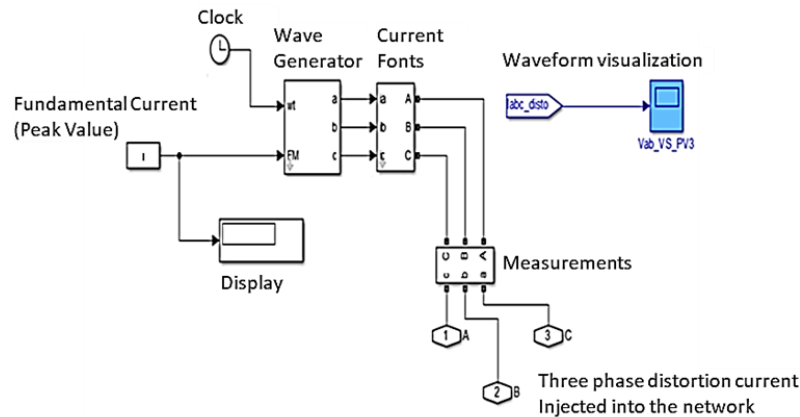 Clock
Wave
Generator
Current
Fonts
Waveform visualization
Fundamental Current
(Peak Value)
wt
FM
a
b
c
a
b
c
A
B
C
Iabc_disto
Vab_VS_PV3
I
Display
C
B
A
c
b
a
Measurements
1
A
3
C
2
B
Three phase distortion current
Injected into the network